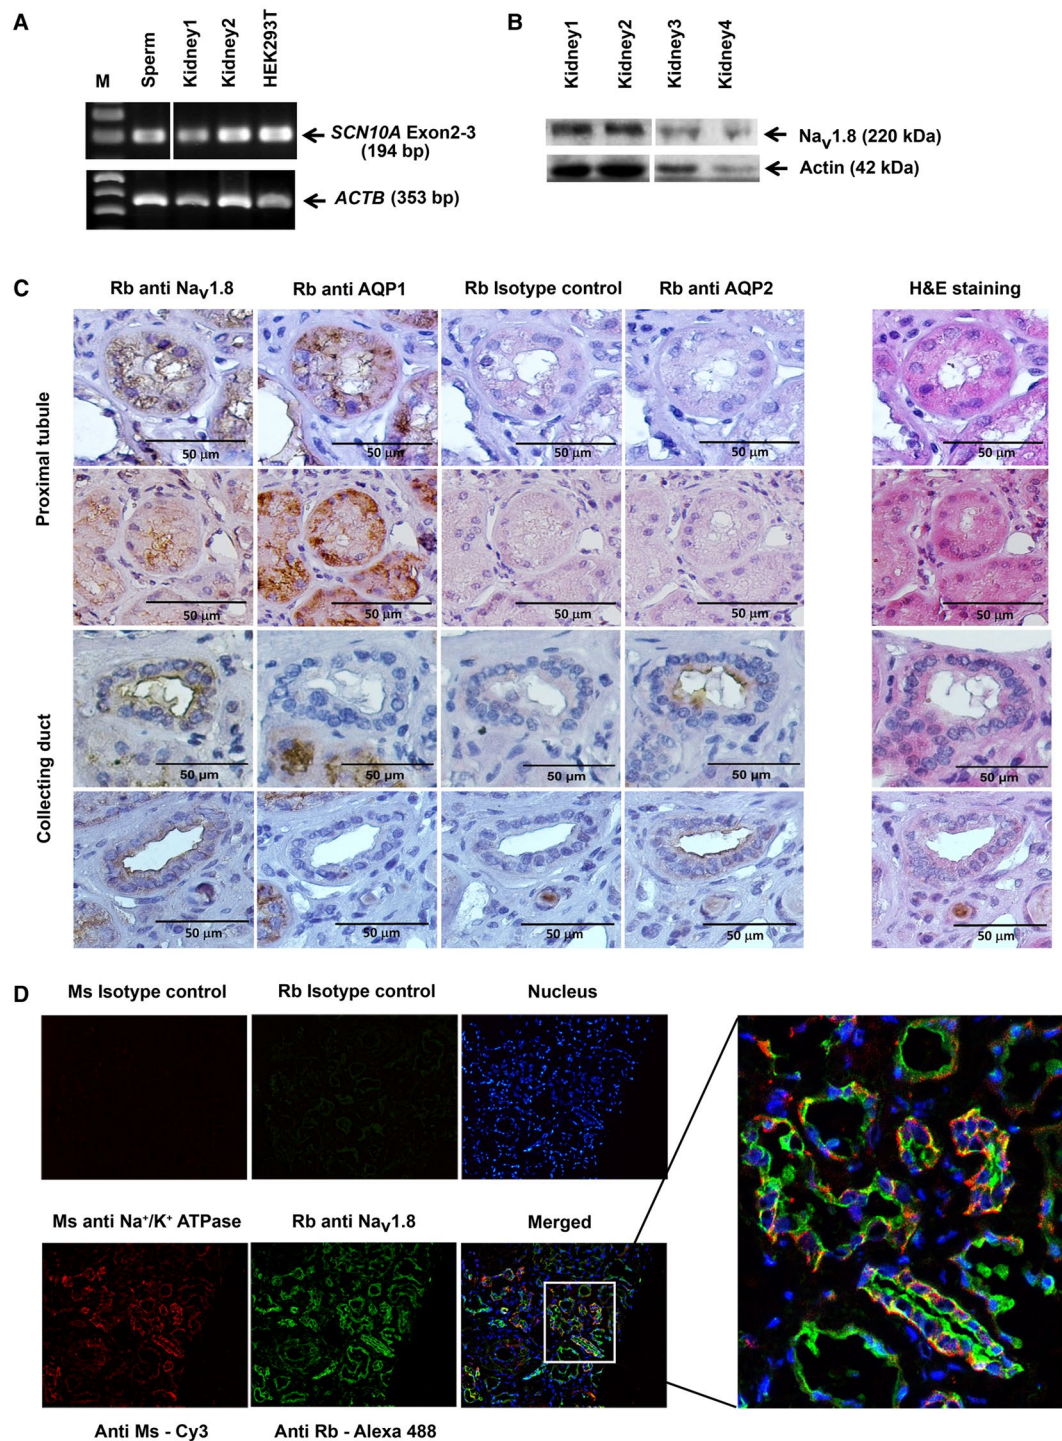 A
M
Sperm
Kidney1
Kidney2
HEK293T
SCN10A Exon2-3
(194 bp)
ACTB (353 bp)
B
Kidney1
Kidney2
Kidney3
Kidney4
NaV1.8 (220 kDa)
Actin (42 kDa)
C
Rb anti NaV1.8
Rb anti AQP1
Rb Isotype control
Rb anti AQP2
H&E staining
Proximal tubule
50 µm
50 µm
50 µm
50 µm
50 µm
50 µm
50 µm
50 µm
50 µm
50 µm
Collecting duct
50 µm
50 µm
50 µm
50 µm
50 µm
50 µm
50 µm
50 µm
50 µm
50 µm
D
Ms Isotype control
Rb Isotype control
Nucleus
Ms anti Na⁺/K⁺ ATPase
Rb anti NaV1.8
Merged
Anti Ms - Cy3
Anti Rb - Alexa 488